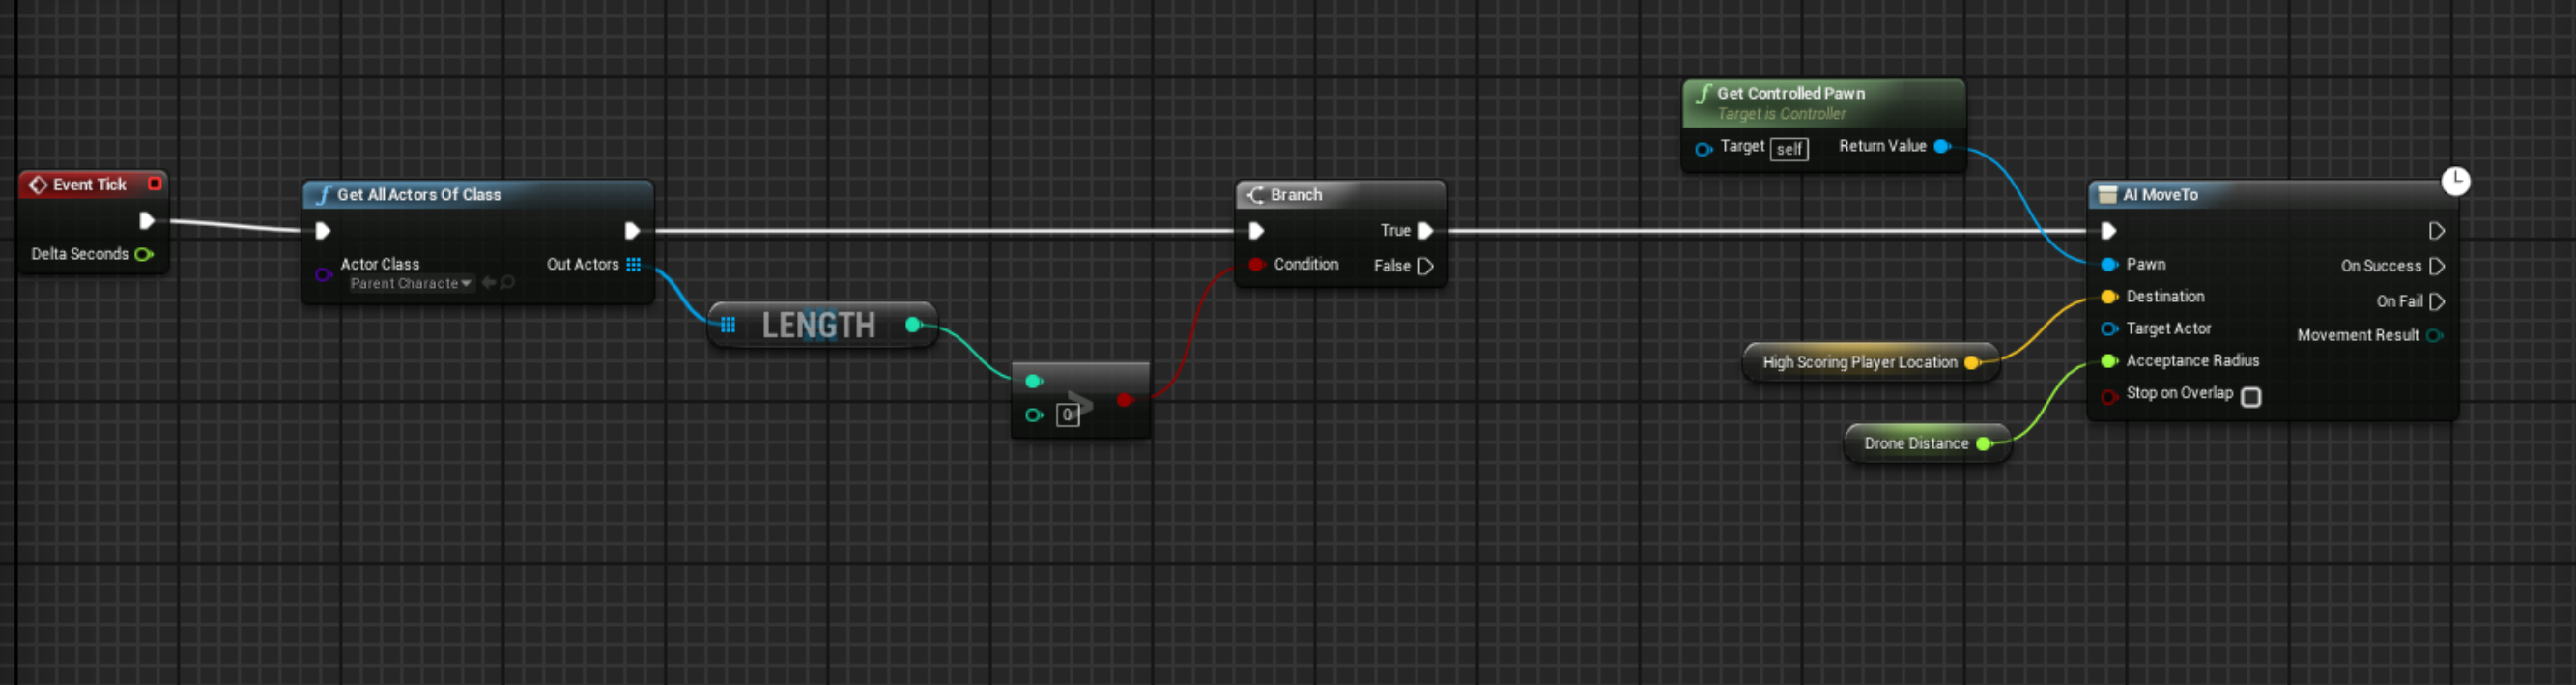 Event Tick
Delta Seconds
Get All Actors Of Class
Actor Class
Parent Characte
Out Actors
LENGTH
0
>
Branch
Condition
True
False
Get Controlled Pawn
Target is Controller
Target self
Return Value
High Scoring Player Location
Drone Distance
AI MoveTo
Pawn
Destination
Target Actor
Acceptance Radius
Stop on Overlap
On Success
On Fail
Movement Result